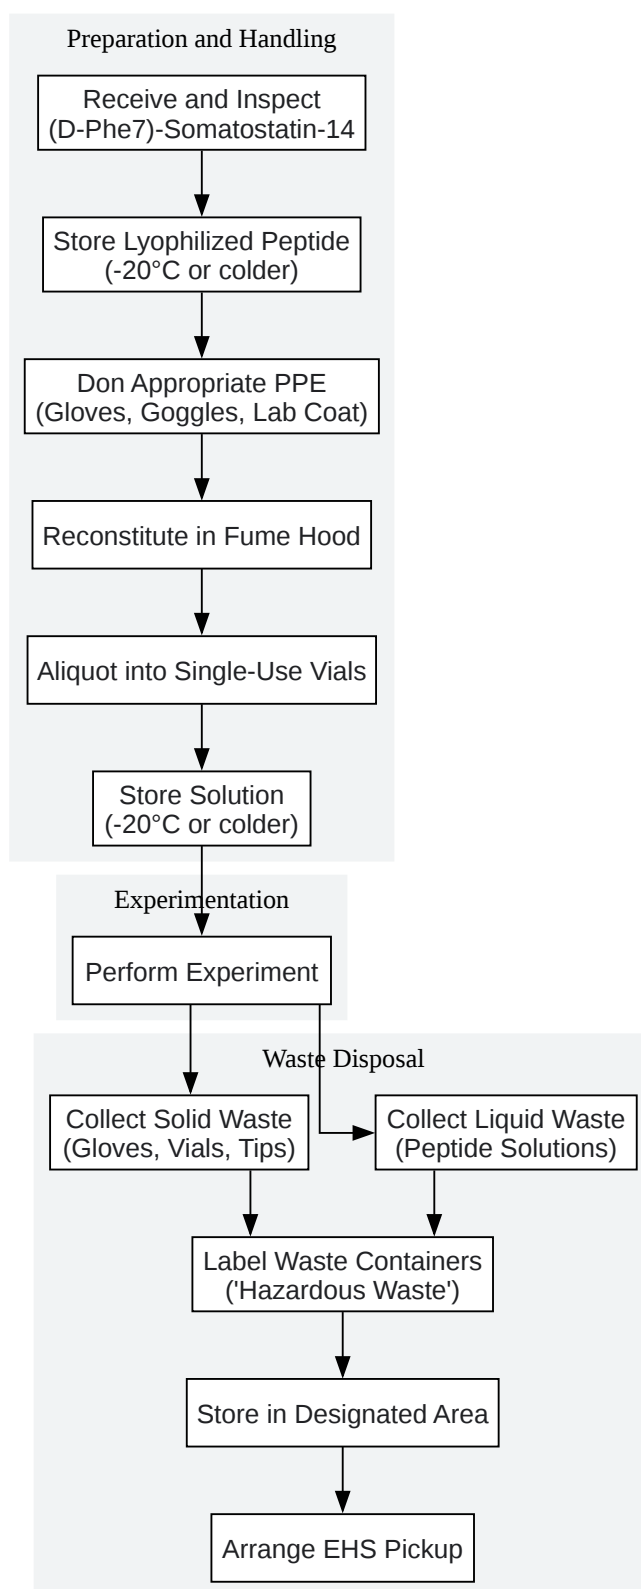 Preparation and Handling
Receive and Inspect
(D-Phe7)-Somatostatin-14
Store Lyophilized Peptide
(-20°C or colder)
Don Appropriate PPE
(Gloves, Goggles, Lab Coat)
Reconstitute in Fume Hood
Aliquot into Single-Use Vials
Store Solution
(-20°C or colder)
Experimentation
Perform Experiment
Waste Disposal
Collect Solid Waste
(Gloves, Vials, Tips)
Collect Liquid Waste
(Peptide Solutions)
Label Waste Containers
('Hazardous Waste')
Store in Designated Area
Arrange EHS Pickup